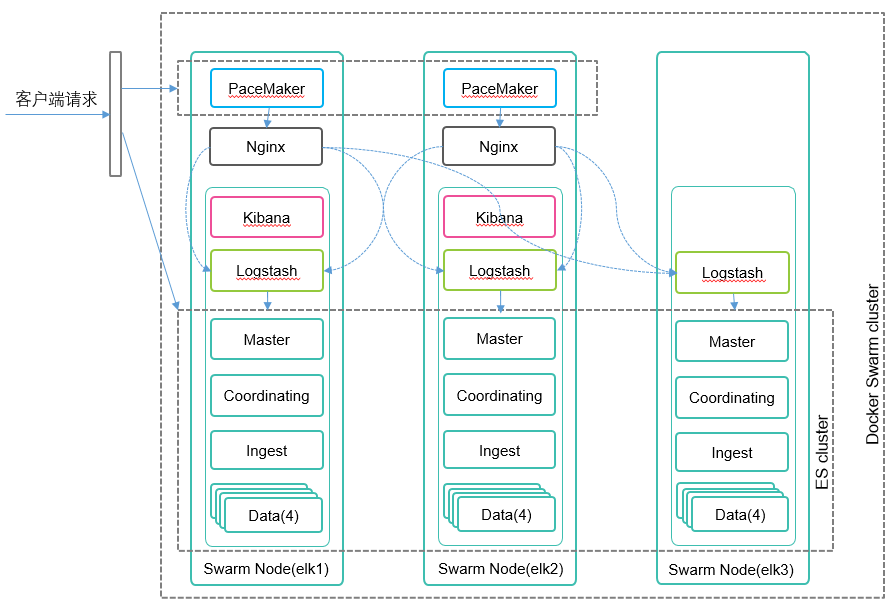 客户端请求
PaceMaker
PaceMaker
Nginx
Nginx
Kibana
Kibana
Logstash
Logstash
Logstash
Master
Master
Master
Coordinating
Coordinating
Coordinating
Ingest
Ingest
Ingest
Data(4)
Data(4)
Data(4)
Swarm Node(elk1)
Swarm Node(elk2)
Swarm Node(elk3)
ES cluster
Docker Swarm cluster